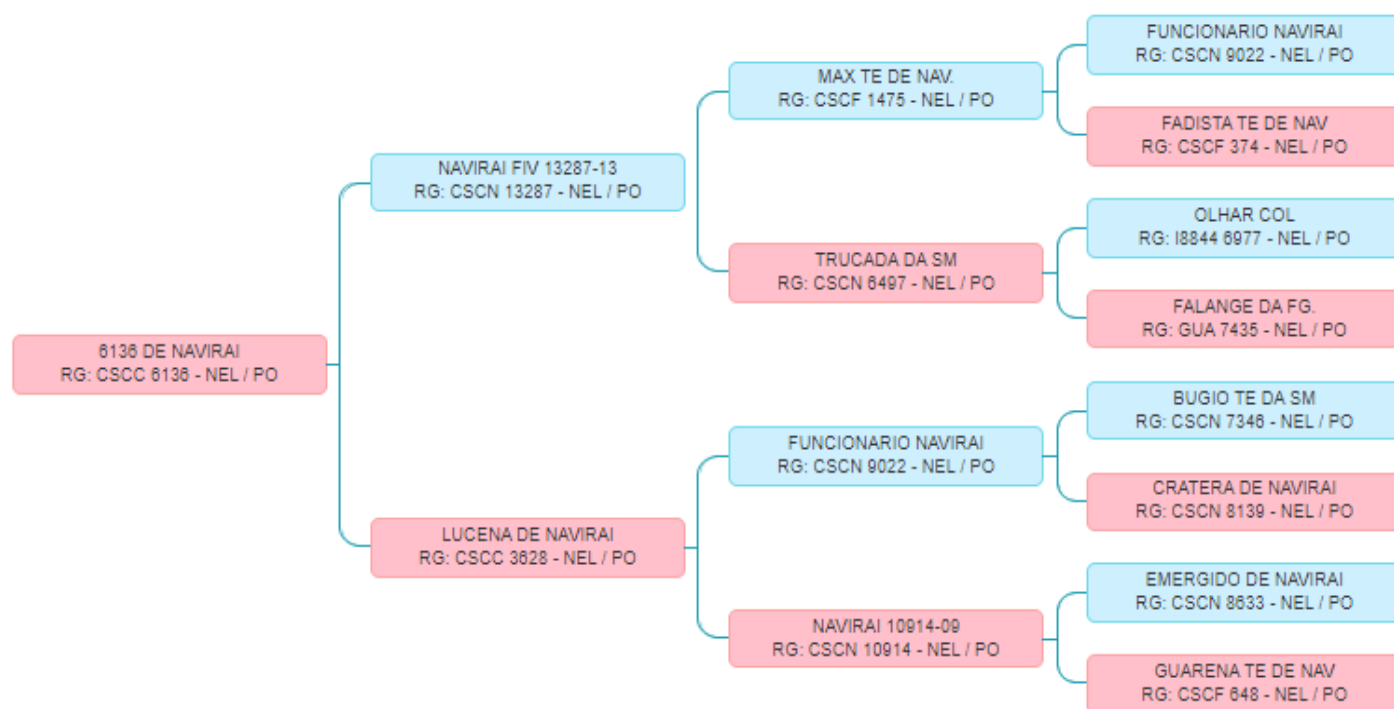 FUNCIONARIO NAVIRAI
RG: CSCN 9022 - NEL / PO
MAX TE DE NAV.
RG: CSCF 1475 - NEL / PO
FADISTA TE DE NAV
RG: CSCF 374 - NEL / PO
NAVIRAI FIV 13287-13
RG: CSCN 13287 - NEL / PO
OLHAR COL
RG: I8844 6977 - NEL / PO
TRUCADA DA SM
RG: CSCN 6497 - NEL / PO
FALANGE DA FG.
RG: GUA 7435 - NEL / PO
6136 DE NAVIRAI
RG: CSCC 6136 - NEL / PO
BUGIO TE DA SM
RG: CSCN 7346 - NEL / PO
FUNCIONARIO NAVIRAI
RG: CSCN 9022 - NEL / PO
CRATERA DE NAVIRAI
RG: CSCN 8139 - NEL / PO
LUCENA DE NAVIRAI
RG: CSCC 3628 - NEL / PO
EMERGIDO DE NAVIRAI
RG: CSCN 8633 - NEL / PO
NAVIRAI 10914-09
RG: CSCN 10914 - NEL / PO
GUARENA TE DE NAV
RG: CSCF 648 - NEL / PO